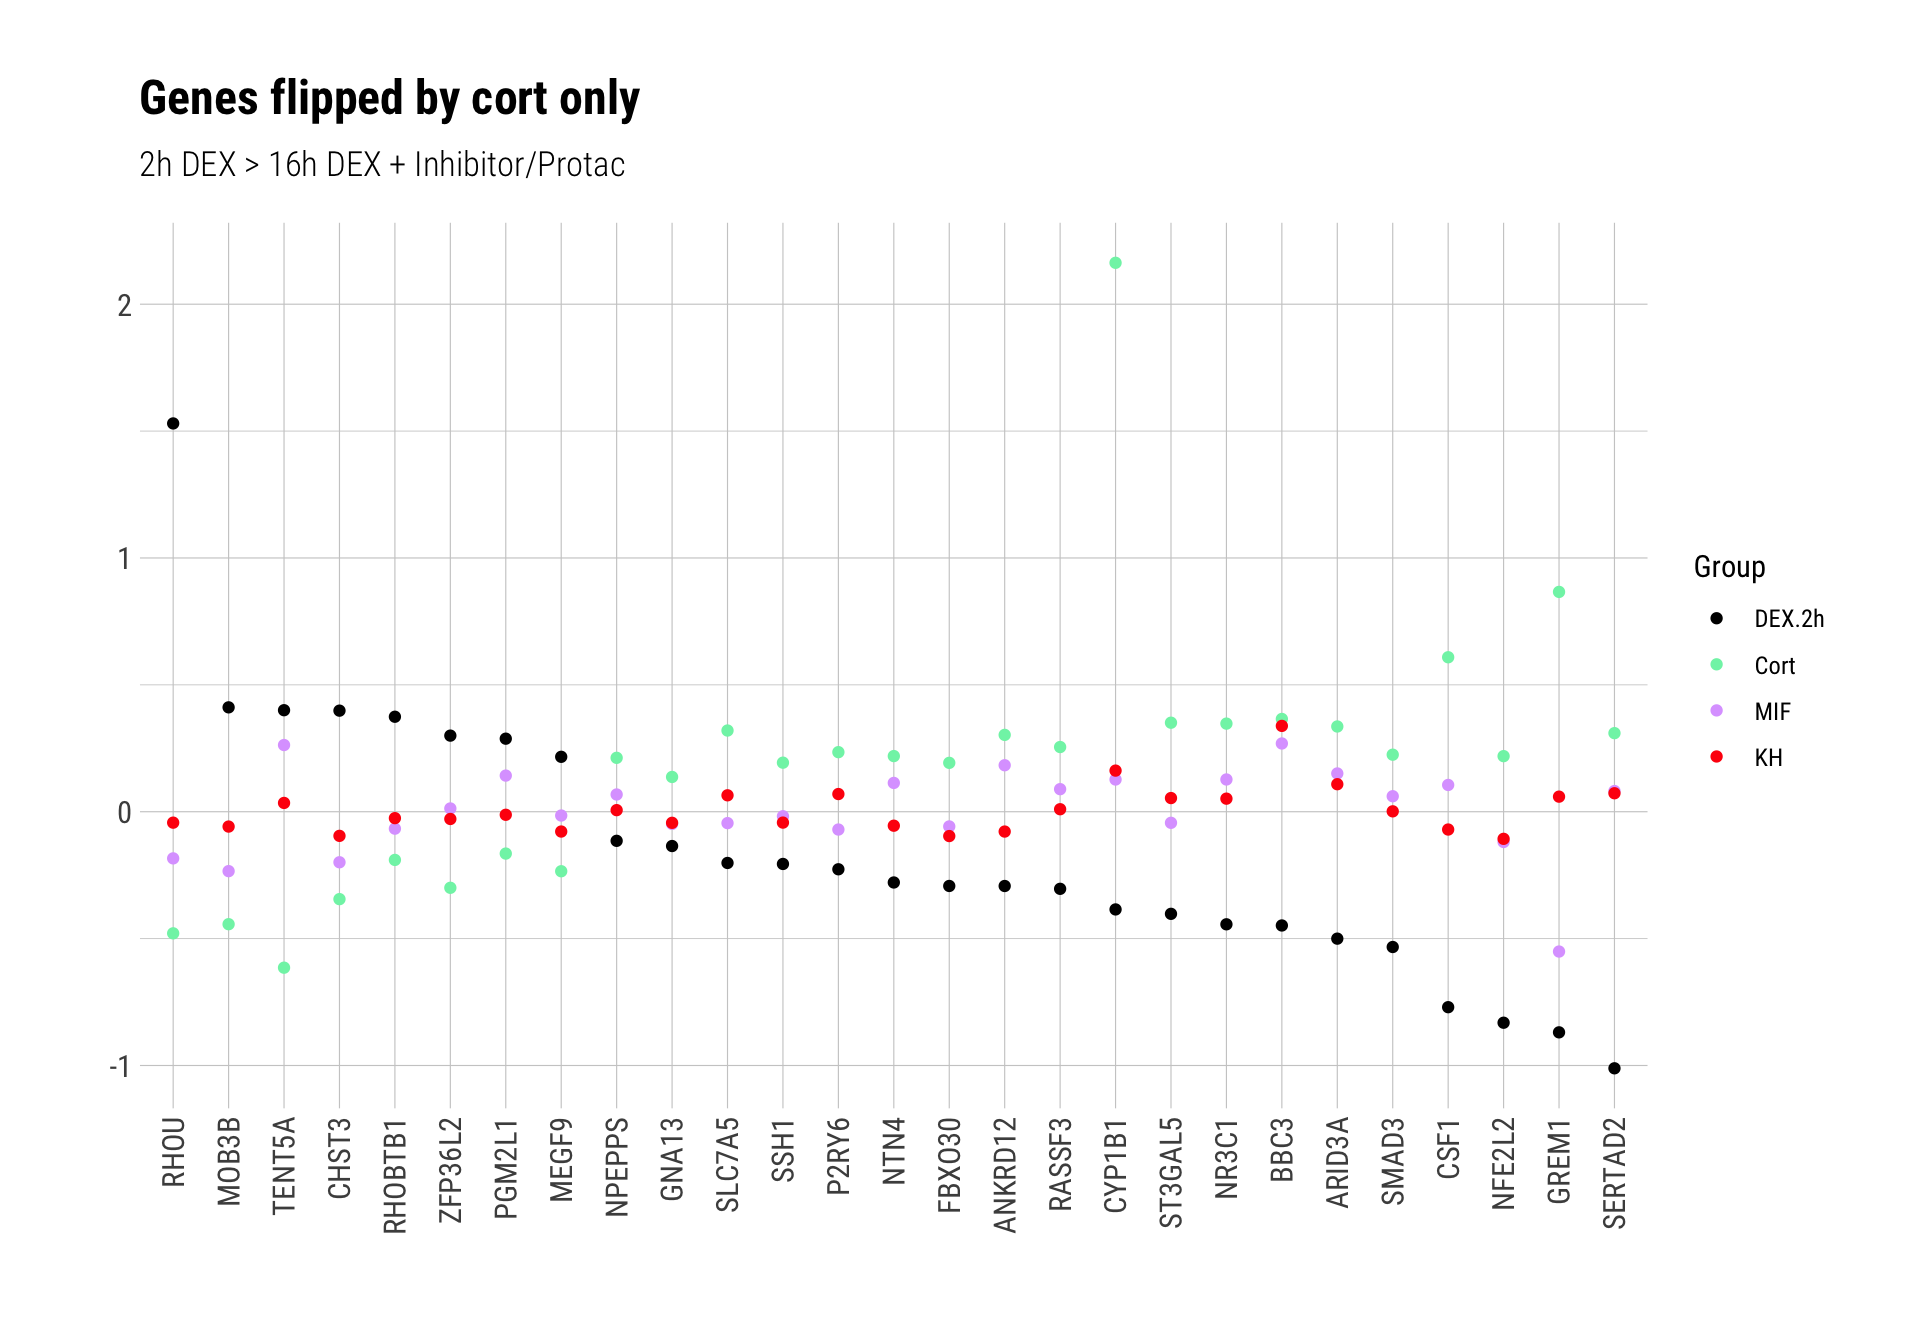 Genes flipped by cort only
2h DEX > 16h DEX + Inhibitor/Protac
2
1
0
-1
RHOU
MOB3B
TENT5A
CHST3
RHOBTB1
ZFP36L2
PGM2L1
MEGF9
NPEPPS
GNA13
SLC7A5
SSH1
P2RY6
NTN4
FBXO30
ANKRD12
RASSF3
CYP1B1
ST3GAL5
NR3C1
BBC3
ARID3A
SMAD3
CSF1
NFE2L2
GREM1
SERTAD2
Group
DEX.2h
Cort
MIF
KH